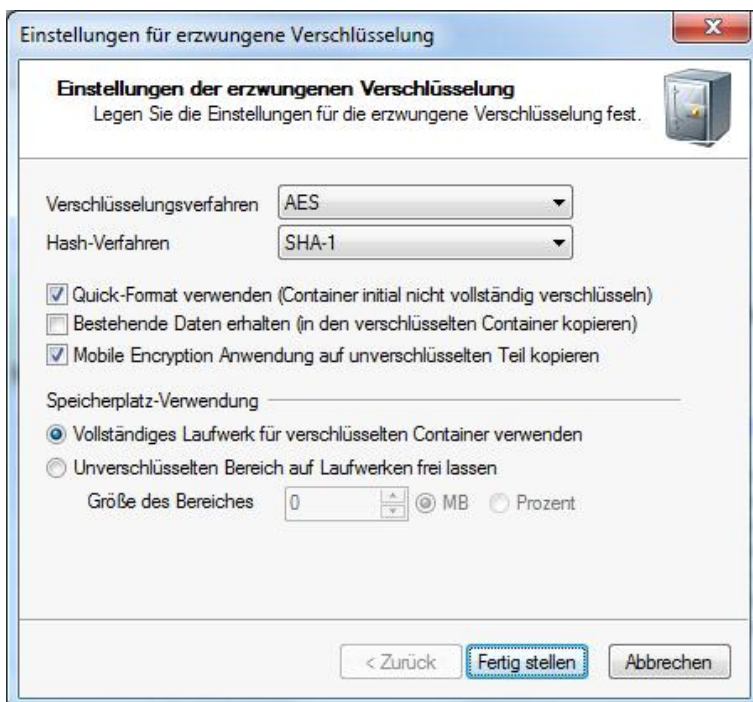 Einstellungen für erzwungene Verschlüsselung
Einstellungen der erzwungenen Verschlüsselung
Legen Sie die Einstellungen für die erzwungene Verschlüsselung fest.
Verschlüsselungsverfahren AES
Hash-Verfahren SHA-1
Quick-Format verwenden (Container initial nicht vollständig verschlüsseln)
Bestehende Daten erhalten (in den verschlüsselten Container kopieren)
Mobile Encryption Anwendung auf unverschlüsselten Teil kopieren
Speicherplatz-Verwendung
Vollständiges Laufwerk für verschlüsselten Container verwenden
Unverschlüsselten Bereich auf Laufwerken frei lassen
Größe des Bereiches 0 MB Prozent
< Zurück Fertig stellen Abbrechen